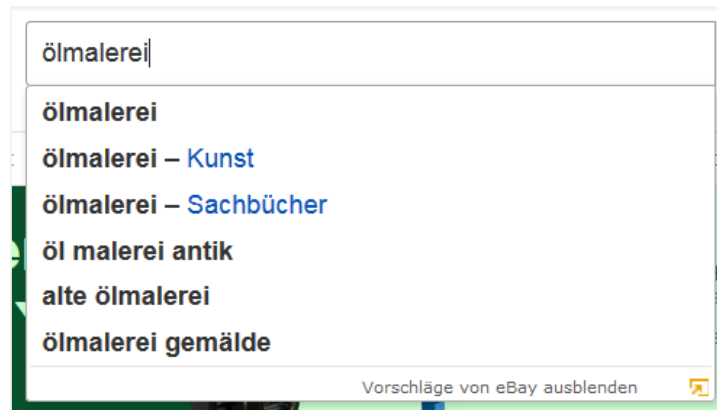 ölmalerei
ölmalerei
ölmalerei – Kunst
ölmalerei – Sachbücher
öl malerei antik
alte ölmalerei
ölmalerei gemälde
Vorschläge von eBay ausblenden